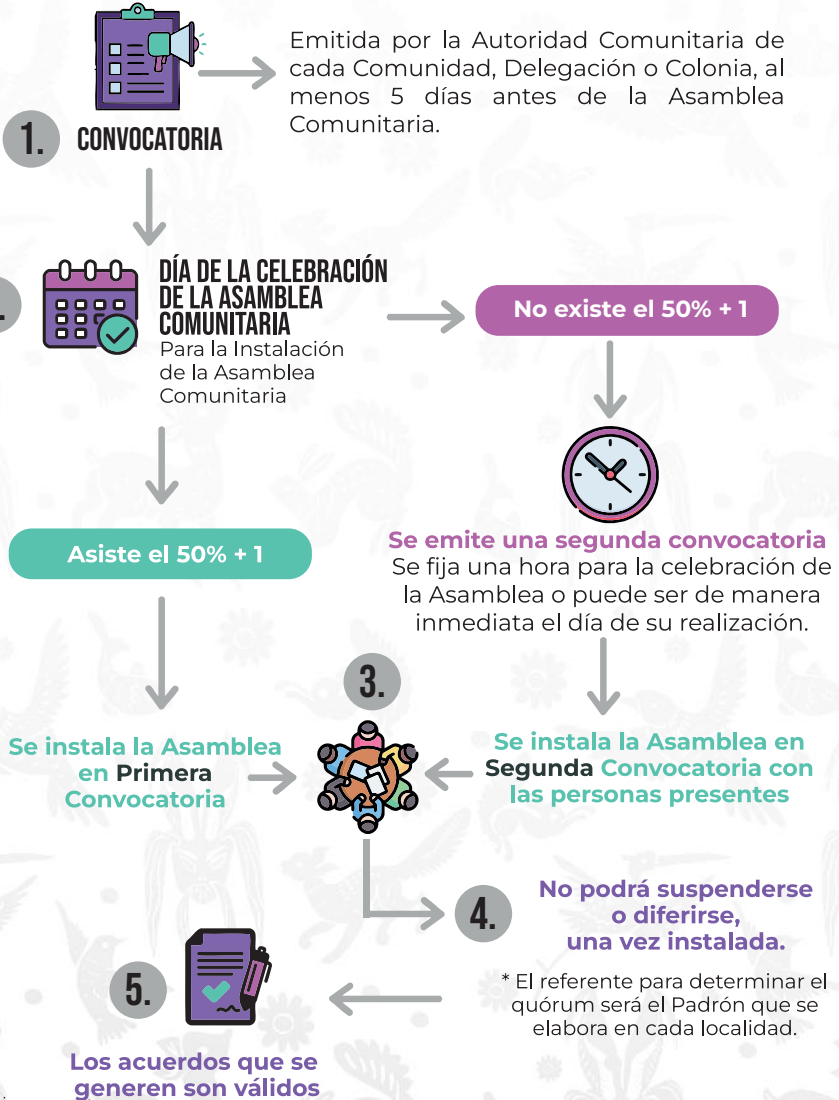 Emitida por la Autoridad Comunitaria de
cada Comunidad, Delegación o Colonia, al
menos 5 días antes de la Asamblea
Comunitaria.
1. CONVOCATORIA
DÍA DE LA CELEBRACIÓN
DE LA ASAMBLEA
COMUNITARIA
Para la Instalación
de la Asamblea
Comunitaria
No existe el 50% + 1
Asiste el 50% + 1
Se emite una segunda convocatoria
Se fija una hora para la celebración de
la Asamblea o puede ser de manera
inmediata el día de su realización.
3.
Se instala la Asamblea
en Primera
Convocatoria
Se instala la Asamblea en
Segunda Convocatoria con
las personas presentes
4.
No podrá suspenderse
o diferirse,
una vez instalada.
* El referente para determinar el
quórum será el Padrón que se
elabora en cada localidad.
5.
Los acuerdos que se
generen son válidos